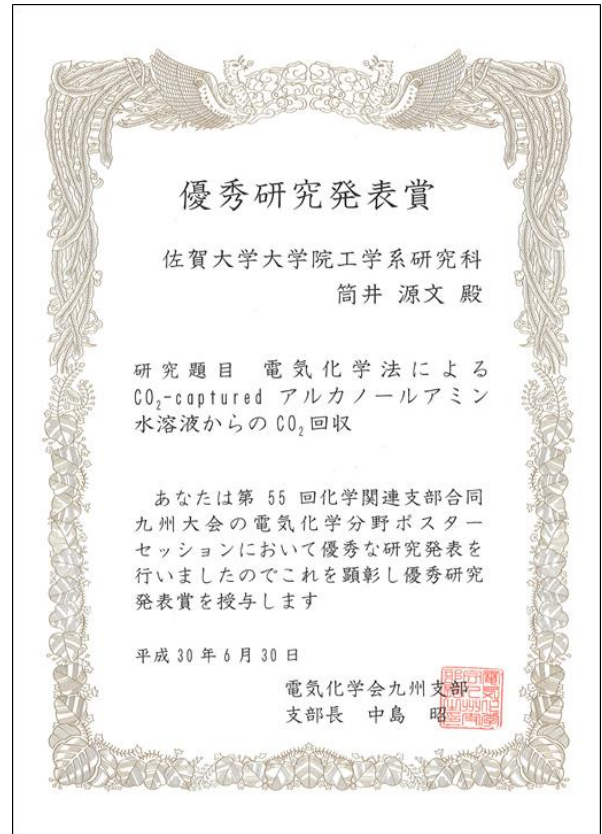 優秀研究発表賞
佐賀大学大学院工学系研究科
筒井 源文 殿
研究題目 電気化学法による
CO₂-captured アルカノールアミン
水溶液からの CO₂ 回収
あなたは第 55 回化学関連支部合同
九州大会の電気化学分野ポスター
セッションにおいて優秀な研究発表を
行いましたのでこれを顕彰し優秀研究
発表賞を授与します
平成 30 年 6 月 30 日
電気化学会九州支部
支部長 中島 昭